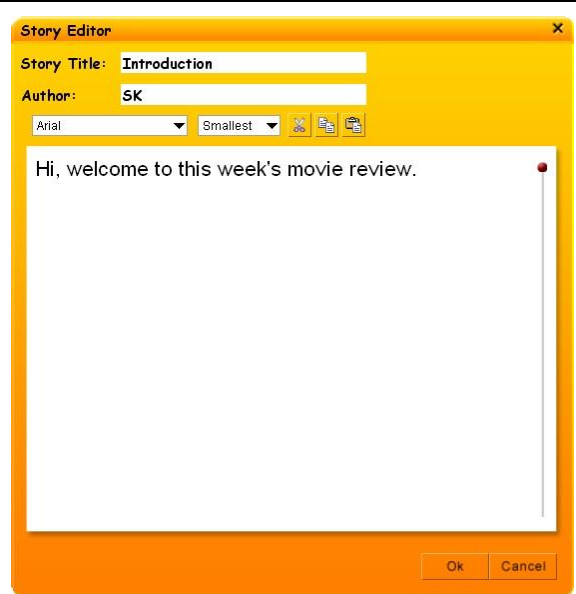 Story Editor
Story Title: Introduction
Author: SK
Arial Smallest
Hi, welcome to this week's movie review.
Ok Cancel